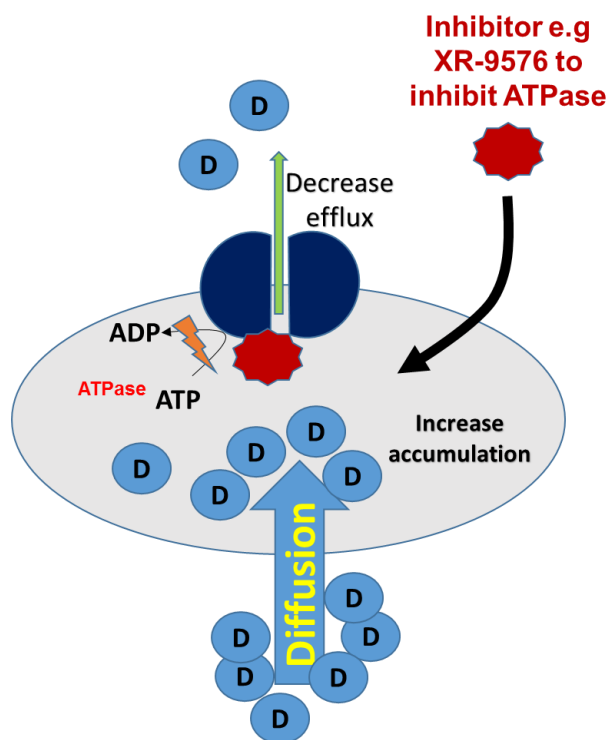 Inhibitor e.g
XR-9576 to
inhibit ATPase
D
D
Decrease
efflux
ADP
ATPase
ATP
Increase
accumulation
D
D
D
D
D
Diffusion
D
D
D
D
D
D